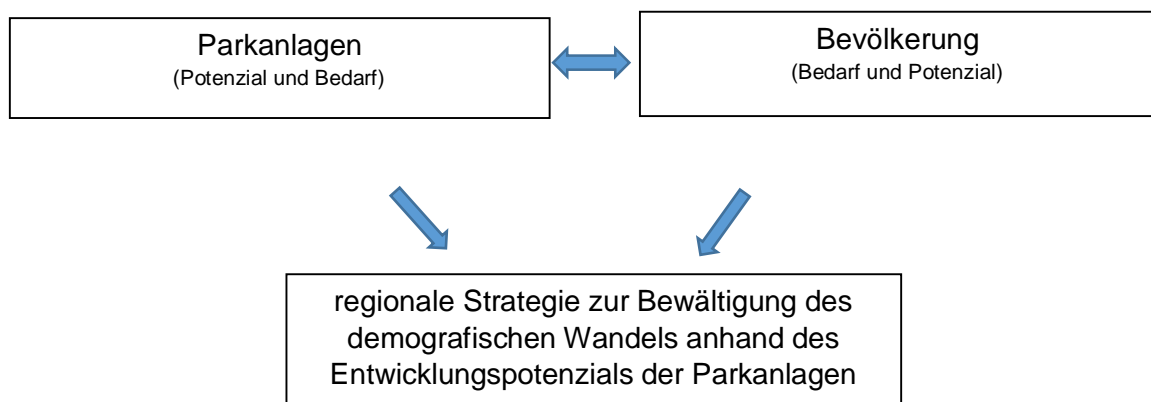 Parkanlagen
(Potenzial und Bedarf)
Bevölkerung
(Bedarf und Potenzial)
regionale Strategie zur Bewältigung des
demografischen Wandels anhand des
Entwicklungspotenzials der Parkanlagen